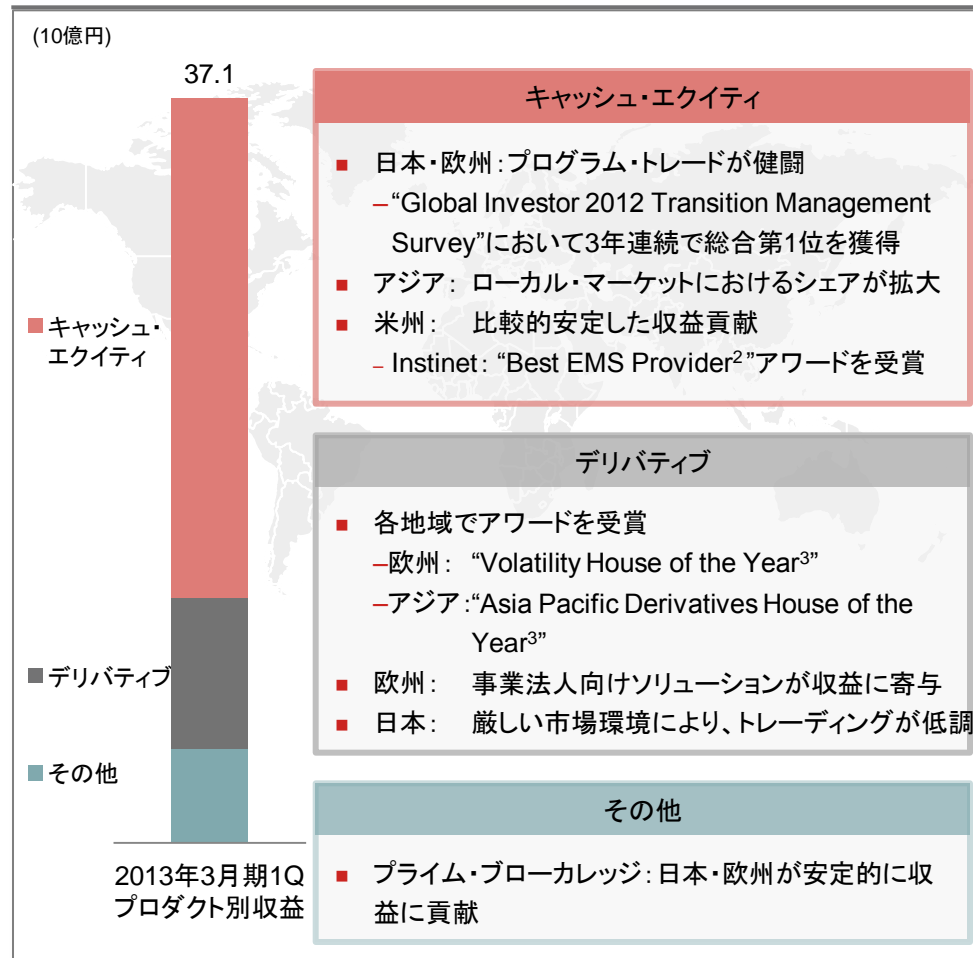 (10億円)
37.1
■キャッシュ・
エクイティ
■デリバティブ
■その他
2013年3月期1Q
プロダクト別収益
キャッシュ・エクイティ
■ 日本・欧州：プログラム・トレードが健闘
–“Global Investor 2012 Transition Management
Survey”において3年連続で総合第1位を獲得
■ アジア： ローカル・マーケットにおけるシェアが拡大
■ 米州： 比較的安定した収益貢献
– Instinet： “Best EMS Provider²”アワードを受賞
デリバティブ
■ 各地域でアワードを受賞
–欧州： “Volatility House of the Year³”
–アジア：“Asia Pacific Derivatives House of the
Year³”
■ 欧州： 事業法人向けソリューションが収益に寄与
■ 日本： 厳しい市場環境により、トレーディングが低調
その他
■ プライム・ブローカレッジ：日本・欧州が安定的に収
益に貢献